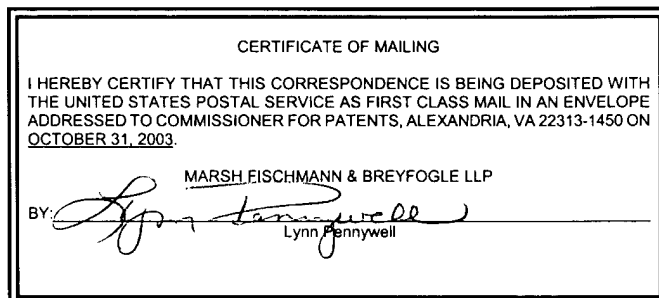 CERTIFICATE OF MAILING
I HEREBY CERTIFY THAT THIS CORRESPONDENCE IS BEING DEPOSITED WITH
THE UNITED STATES POSTAL SERVICE AS FIRST CLASS MAIL IN AN ENVELOPE
ADDRESSED TO COMMISSIONER FOR PATENTS, ALEXANDRIA, VA 22313-1450 ON
OCTOBER 31, 2003.
MARSH FISCHMANN & BREYFOGLE LLP
BY: Lynn Pennywell
Lynn Pennywell